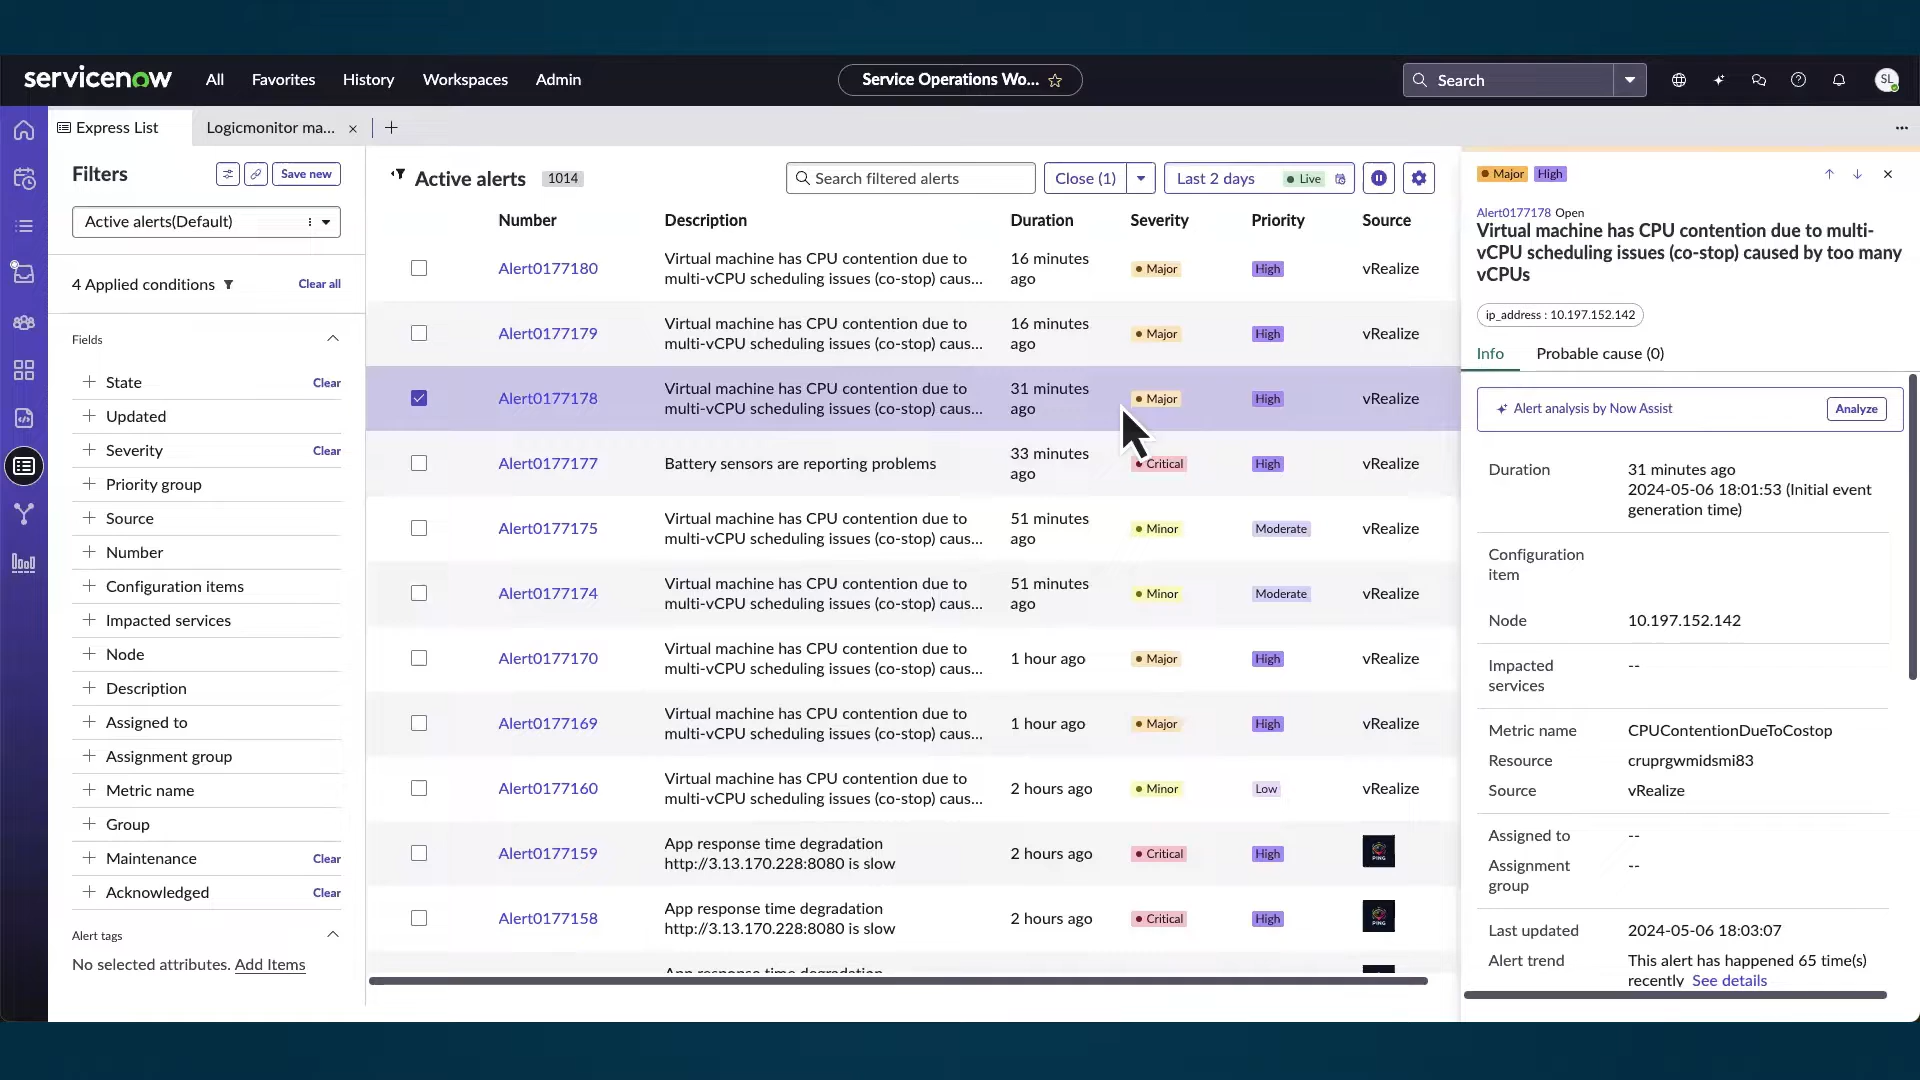 servicenow
All
Favorites
History
Workspaces
Admin
Service Operations Wo...
Search
SL
Express List
Logicmonitor ma...
Filters
Save new
Active alerts(Default)
4 Applied conditions
Clear all
Fields
State
Clear
Updated
Severity
Clear
Priority group
Source
Number
Configuration items
Impacted services
Node
Description
Assigned to
Assignment group
Metric name
Group
Maintenance
Clear
Acknowledged
Clear
Alert tags
No selected attributes. Add Items
Active alerts
1014
Search filtered alerts
Close (1)
Last 2 days
Live
Number
Description
Duration
Severity
Priority
Source
Alert0177180
Virtual machine has CPU contention due to
multi-vCPU scheduling issues (co-stop) caus...
16 minutes
ago
Major
High
vRealize
Alert0177179
Virtual machine has CPU contention due to
multi-vCPU scheduling issues (co-stop) caus...
16 minutes
ago
Major
High
vRealize
Alert0177178
Virtual machine has CPU contention due to
multi-vCPU scheduling issues (co-stop) caus...
31 minutes
ago
Major
High
vRealize
Alert0177177
Battery sensors are reporting problems
33 minutes
ago
Critical
High
vRealize
Alert0177175
Virtual machine has CPU contention due to
multi-vCPU scheduling issues (co-stop) caus...
51 minutes
ago
Minor
Moderate
vRealize
Alert0177174
Virtual machine has CPU contention due to
multi-vCPU scheduling issues (co-stop) caus...
51 minutes
ago
Minor
Moderate
vRealize
Alert0177170
Virtual machine has CPU contention due to
multi-vCPU scheduling issues (co-stop) caus...
1 hour ago
Major
High
vRealize
Alert0177169
Virtual machine has CPU contention due to
multi-vCPU scheduling issues (co-stop) caus...
1 hour ago
Major
High
vRealize
Alert0177160
Virtual machine has CPU contention due to
multi-vCPU scheduling issues (co-stop) caus...
2 hours ago
Minor
Low
vRealize
Alert0177159
App response time degradation
http://3.13.170.228:8080 is slow
2 hours ago
Critical
High
PING
Alert0177158
App response time degradation
http://3.13.170.228:8080 is slow
2 hours ago
Critical
High
PING
App response time degradation
Major
High
Alert0177178 Open
Virtual machine has CPU contention due to multi-
vCPU scheduling issues (co-stop) caused by too many
vCPUs
ip_address : 10.197.152.142
Info
Probable cause (0)
Alert analysis by Now Assist
Analyze
Duration
31 minutes ago
2024-05-06 18:01:53 (Initial event
generation time)
Configuration
item
Node
10.197.152.142
Impacted
services
--
Metric name
CPUContentionDueToCostop
Resource
cruprgwmidsmi83
Source
vRealize
Assigned to
--
Assignment
group
--
Last updated
2024-05-06 18:03:07
Alert trend
This alert has happened 65 time(s)
recently See details